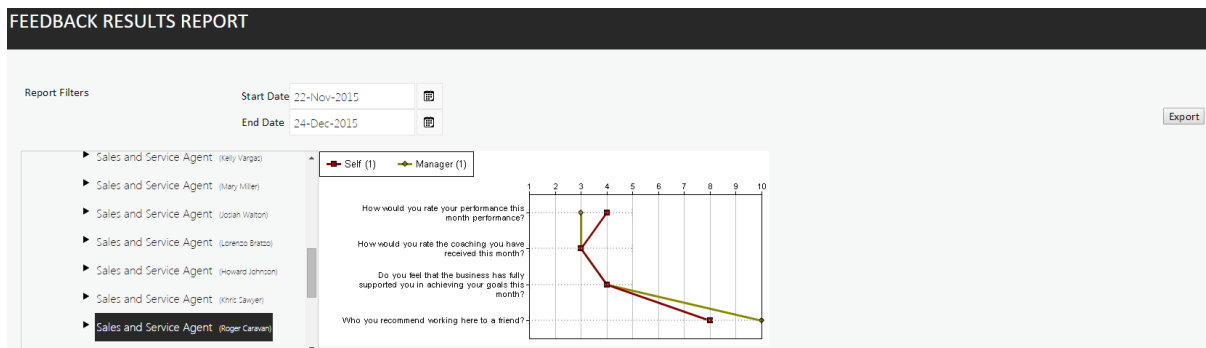 FEEDBACK RESULTS REPORT
Report Filters
Start Date 22-Nov-2015
End Date 24-Dec-2015
Export
Sales and Service Agent (Kelly Vargas)
Sales and Service Agent (Mary Miller)
Sales and Service Agent (Josiah Walton)
Sales and Service Agent (Lorenzo Bratzo)
Sales and Service Agent (Howard Johnson)
Sales and Service Agent (Khris Sawyer)
Sales and Service Agent (Roger Caravan)
Self (1) Manager (1)
1 2 3 4 5 6 7 8 9 10
How would you rate your performance this
month performance?
How would you rate the coaching you have
received this month?
Do you feel that the business has fully
supported you in achieving your goals this
month?
Who you recommend working here to a friend?